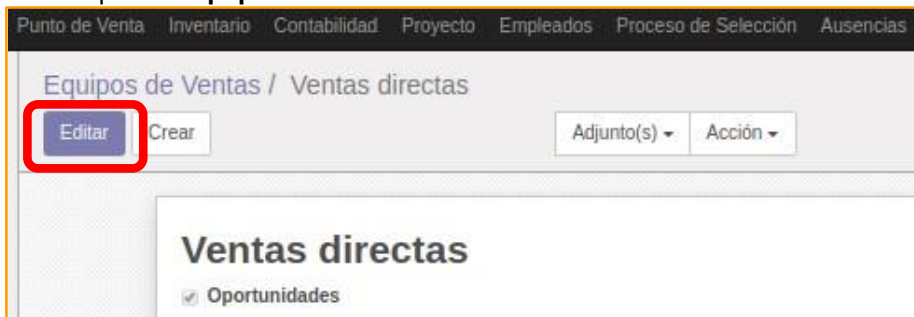 Punto de Venta Inventario Contabilidad Proyecto Empleados Proceso de Selección Ausencias
Equipos de Ventas / Ventas directas
Editar Crear Adjunto(s) Acción
Ventas directas
Oportunidades